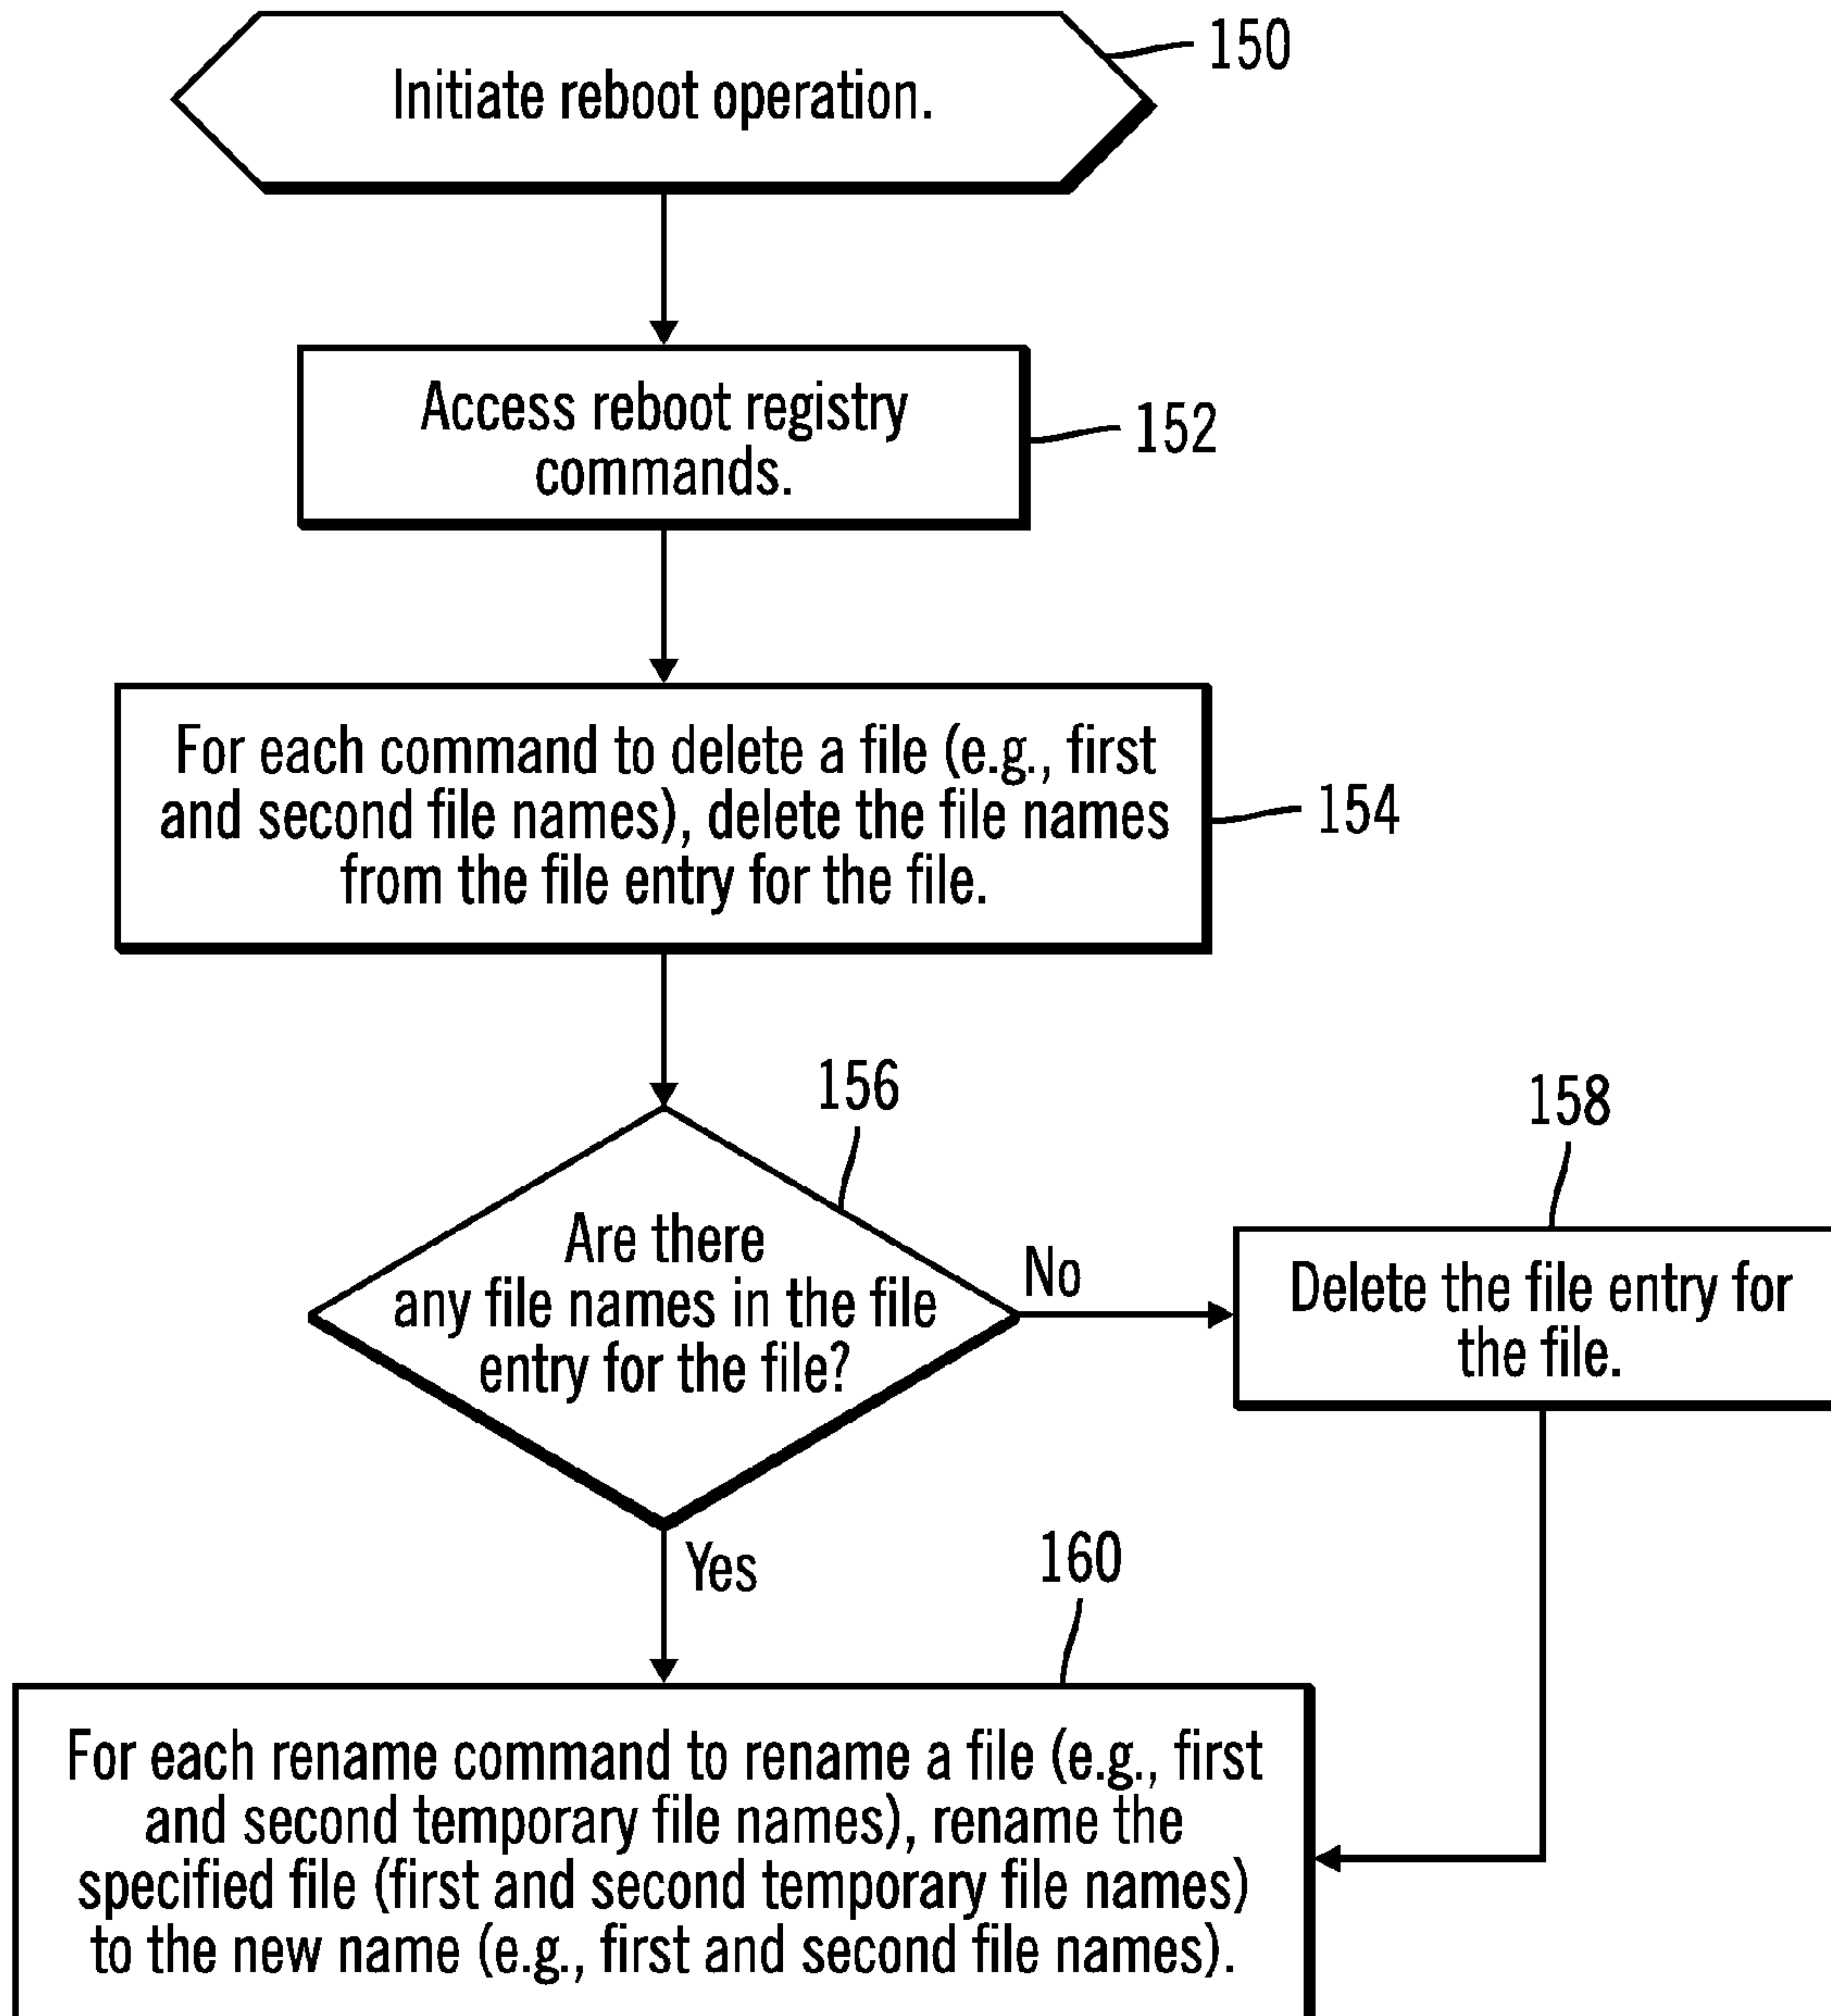 Initiate reboot operation.
150
Access reboot registry
commands.
152
For each command to delete a file (e.g., first
and second file names), delete the file names
from the file entry for the file.
154
156
Are there
any file names in the file
entry for the file?
No
158
Delete the file entry for
the file.
Yes
160
For each rename command to rename a file (e.g., first
and second temporary file names), rename the
specified file (first and second temporary file names)
to the new name (e.g., first and second file names).